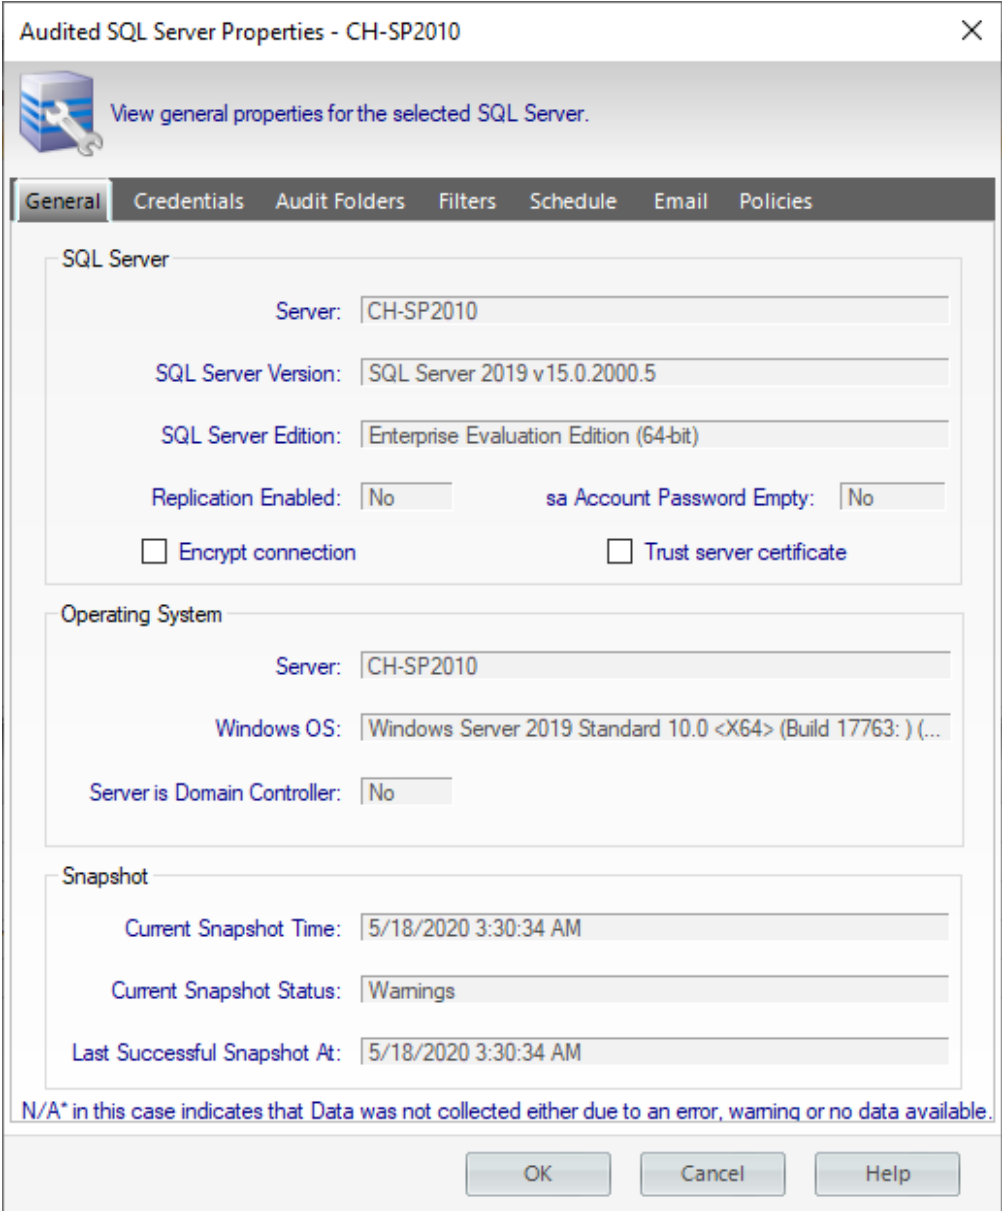 Audited SQL Server Properties - CH-SP2010
View general properties for the selected SQL Server.
General Credentials Audit Folders Filters Schedule Email Policies
SQL Server
Server: CH-SP2010
SQL Server Version: SQL Server 2019 v15.0.2000.5
SQL Server Edition: Enterprise Evaluation Edition (64-bit)
Replication Enabled: No sa Account Password Empty: No
Encrypt connection Trust server certificate
Operating System
Server: CH-SP2010
Windows OS: Windows Server 2019 Standard 10.0 <X64> (Build 17763: ) (...
Server is Domain Controller: No
Snapshot
Current Snapshot Time: 5/18/2020 3:30:34 AM
Current Snapshot Status: Warnings
Last Successful Snapshot At: 5/18/2020 3:30:34 AM
N/A* in this case indicates that Data was not collected either due to an error, warning or no data available.
OK Cancel Help